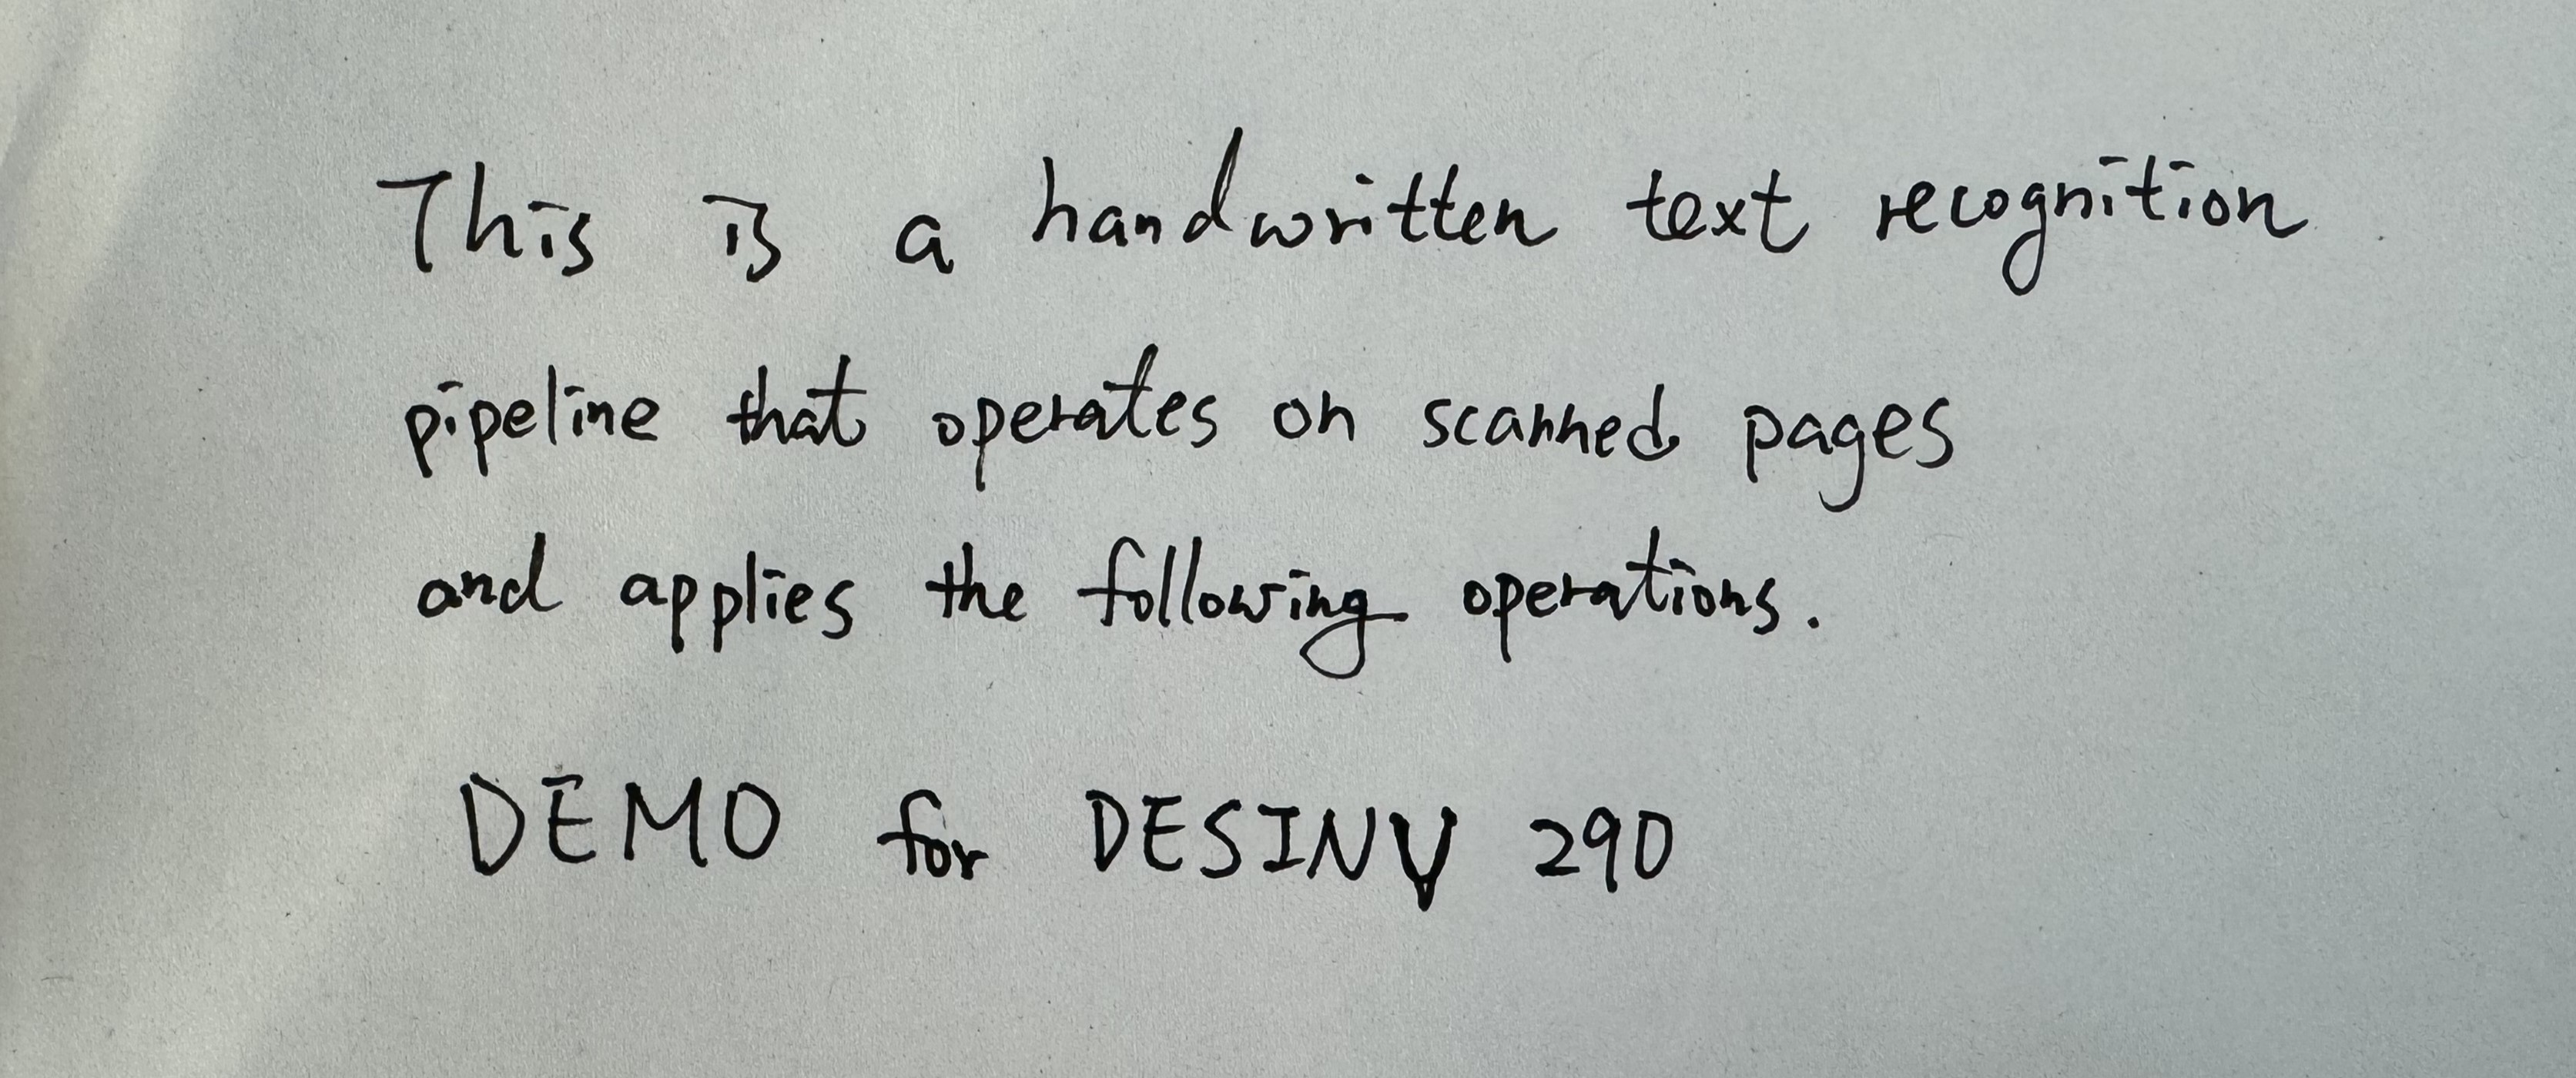 This is a handwritten text recognition
pipeline that operates on scanned pages
and applies the following operations.
DEMO for DESINV 290